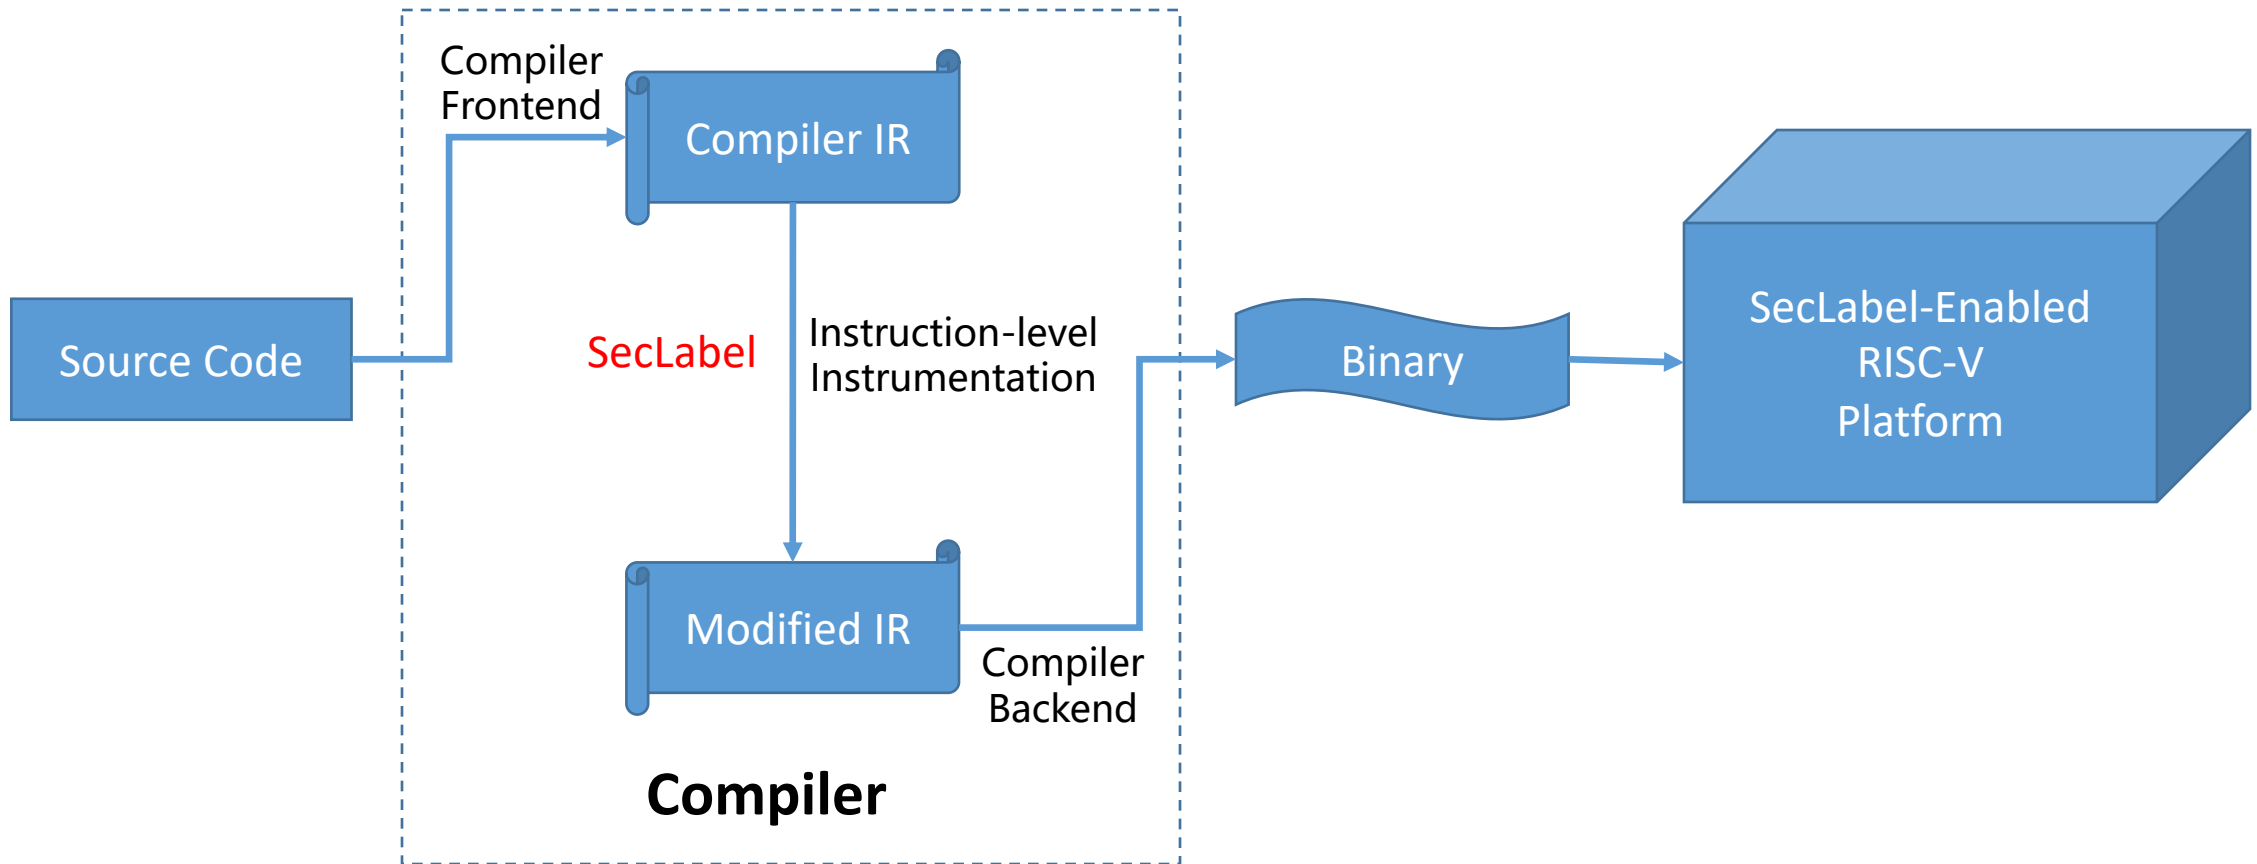 Compiler
Frontend
Compiler IR
Source Code
SecLabel
Instruction-level
Instrumentation
Modified IR
Compiler
Backend
Compiler
Binary
SecLabel-Enabled
RISC-V
Platform